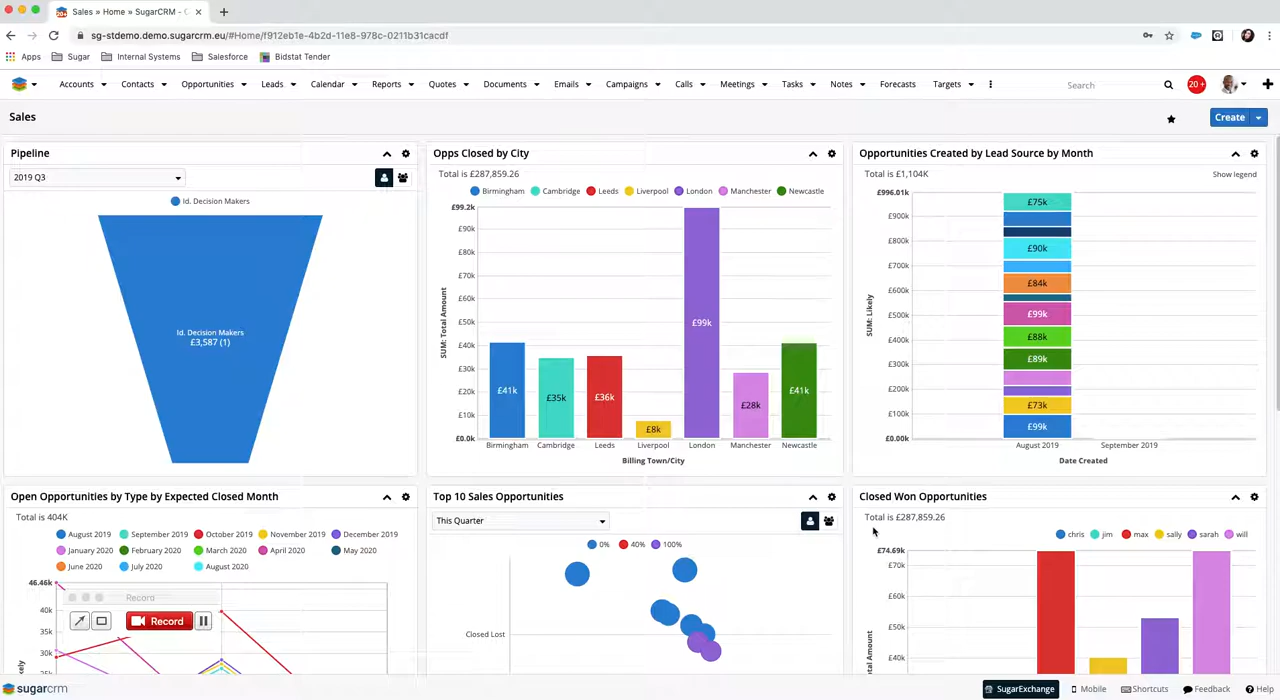 Sales » Home » SugarCRM - C
20+
sg-stdemo.demo.sugarcrm.eu/#Home/f912eb1e-4b2d-11e8-978c-0211b31cacdf
Apps Sugar Internal Systems Salesforce Bidstat Tender
Accounts Contacts Opportunities Leads Calendar Reports Quotes Documents Emails Campaigns Calls Meetings Tasks Notes Forecasts Targets Search 20+
Sales
Create
Pipeline
2019 Q3
Id. Decision Makers
Id. Decision Makers
£3,587 (1)
Opps Closed by City
Total is £287,859.26
Birmingham Cambridge Leeds Liverpool London Manchester Newcastle
£99.2k
£90k
£80k
£70k
£60k
£50k
£40k
£30k
£20k
£10k
£0.0k
SUM: Total Amount
£41k £35k £36k £8k £99k £28k £41k
Birmingham Cambridge Leeds Liverpool London Manchester Newcastle
Billing Town/City
Opportunities Created by Lead Source by Month
Total is £1,104K
Show legend
£996.01k
£900k
£800k
£700k
£600k
£500k
£400k
£300k
£200k
£100k
£0.00k
SUM: Likely
£75k
£90k
£84k
£99k
£88k
£89k
£73k
£99k
August 2019 September 2019
Date Created
Open Opportunities by Type by Expected Closed Month
Total is 404K
August 2019 September 2019 October 2019 November 2019 December 2019
January 2020 February 2020 March 2020 April 2020 May 2020
June 2020 July 2020 August 2020
46.46k
40k
35k
30k
25k
Record
Record
Top 10 Sales Opportunities
This Quarter
0% 40% 100%
Closed Lost
Closed Won Opportunities
Total is £287,859.26
chris jim max sally sarah will
£74.69k
£70k
£60k
£50k
£40k
sugarcrm
SugarExchange Mobile Shortcuts Feedback Help